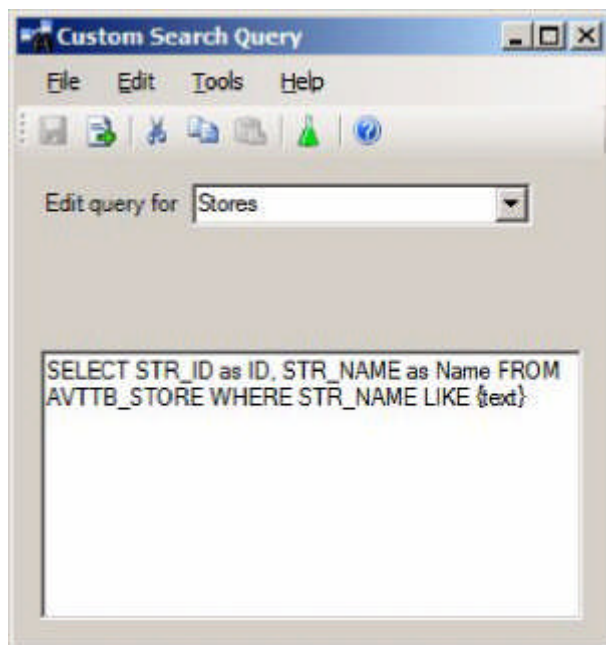 Custom Search Query
File Edit Tools Help
Edit query for Stores
SELECT STR_ID as ID, STR_NAME as Name FROM
AVTTB_STORE WHERE STR_NAME LIKE {text}